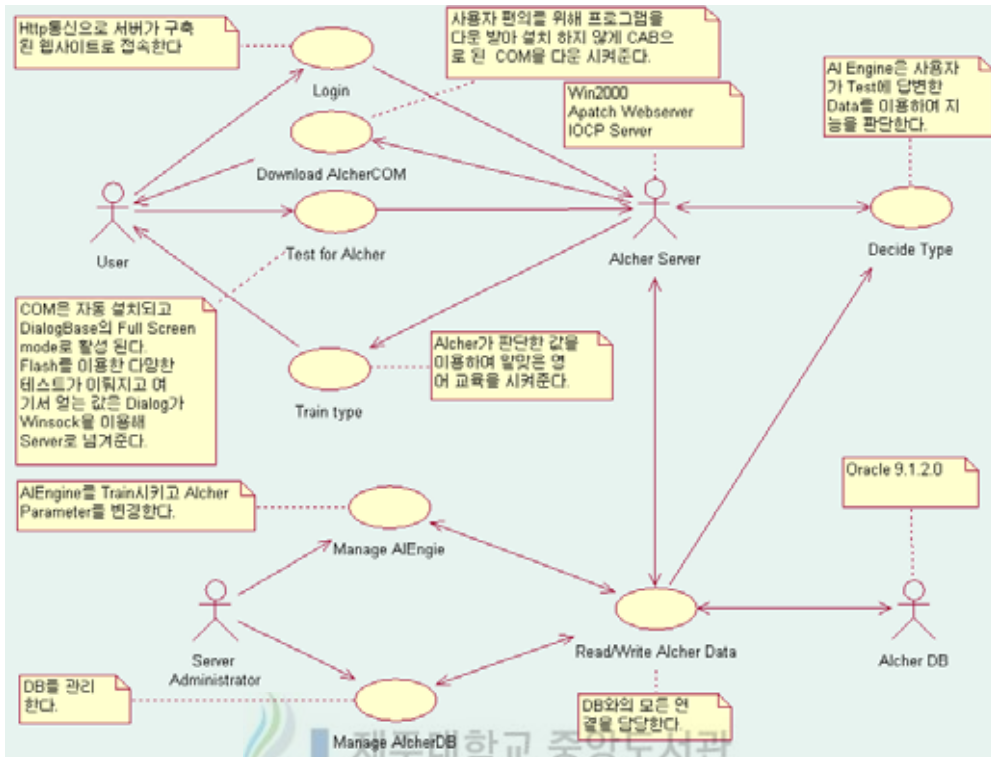 Http통신으로 서버가 구축
된 웹사이트로 접속한다
사용자 편의를 위해 프로그램을
다운 받아 설치 하지 않게 CAB으
로 된 COM을 다운 시켜준다.
Login
Win2000
Apatch Webserver
IOCP Server
AI Engine은 사용자
가 Test에 답변한
Data를 이용하여 지
능을 판단한다.
Download AlcherCOM
User
Test for Alcher
Alcher Server
Decide Type
COM은 자동 설치되고
DialogBase의 Full Screen
mode로 활성 된다.
Flash를 이용한 다양한
테스트가 이뤄지고 여
기서 얻는 값은 Dialog가
Winsock을 이용해
Server로 넘겨준다.
Train type
Alcher가 판단한 값을
이용하여 알맞은 영
어 교육을 시켜준다.
AIEngine를 Train시키고 Alcher
Parameter를 변경한다.
Manage AIEngie
Oracle 9.1.2.0
Server
Administrator
Read/Write Alcher Data
Alcher DB
DB를 관리
한다.
Manage AlcherDB
DB와의 모든 연
결을 담당한다.
제주대학교 중앙도서관